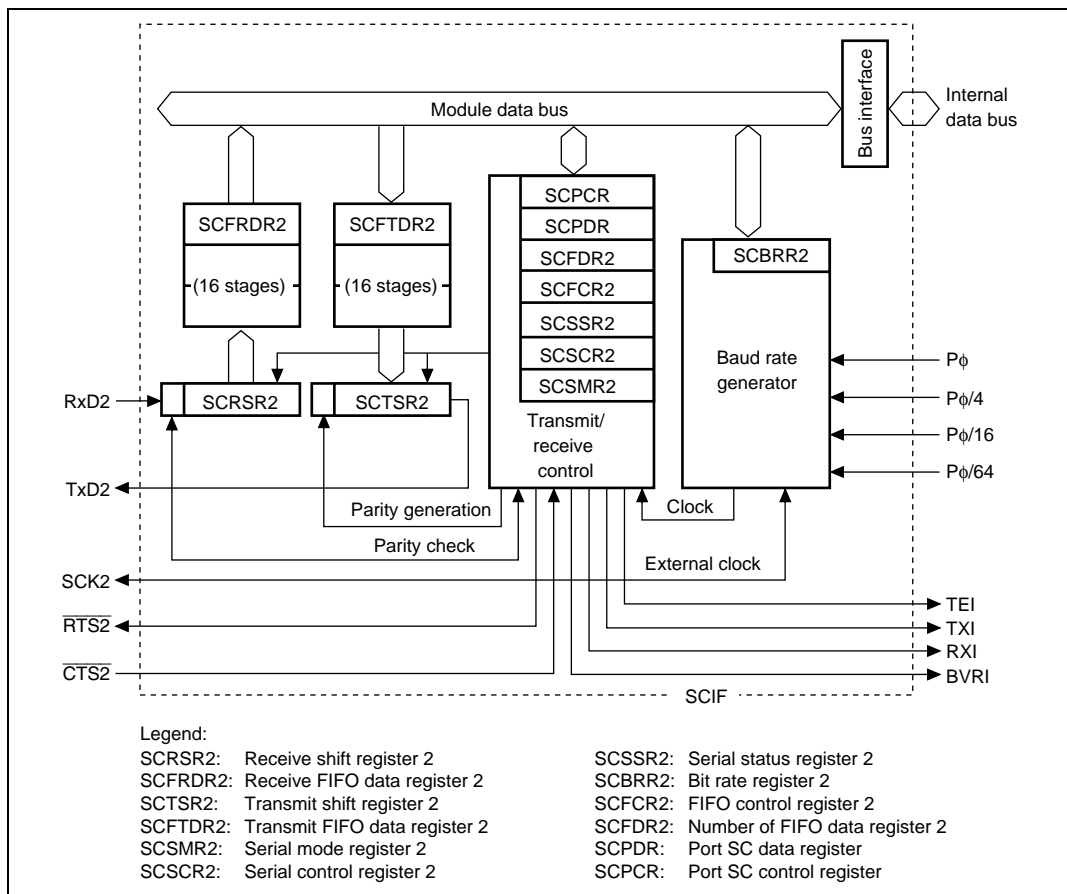 Bus interface
Internal
data bus
Module data bus
SCFRDR2
(16 stages)
SCFTDR2
(16 stages)
SCPCR
SCPDR
SCFDR2
SCFCR2
SCSSR2
SCSCR2
SCSMR2
Transmit/
receive
control
SCBRR2
Baud rate
generator
Pϕ
Pϕ/4
Pϕ/16
Pϕ/64
RxD2
SCRSR2
SCTSR2
TxD2
Parity generation
Parity check
Clock
SCK2
External clock
RTS2
CTS2
TEI
TXI
RXI
BVRI
SCIF
Legend:
SCRSR2: Receive shift register 2
SCFRDR2: Receive FIFO data register 2
SCTSR2: Transmit shift register 2
SCFTDR2: Transmit FIFO data register 2
SCSMR2: Serial mode register 2
SCSCR2: Serial control register 2
SCSSR2: Serial status register 2
SCBRR2: Bit rate register 2
SCFCR2: FIFO control register 2
SCFDR2: Number of FIFO data register 2
SCPDR: Port SC data register
SCPCR: Port SC control register